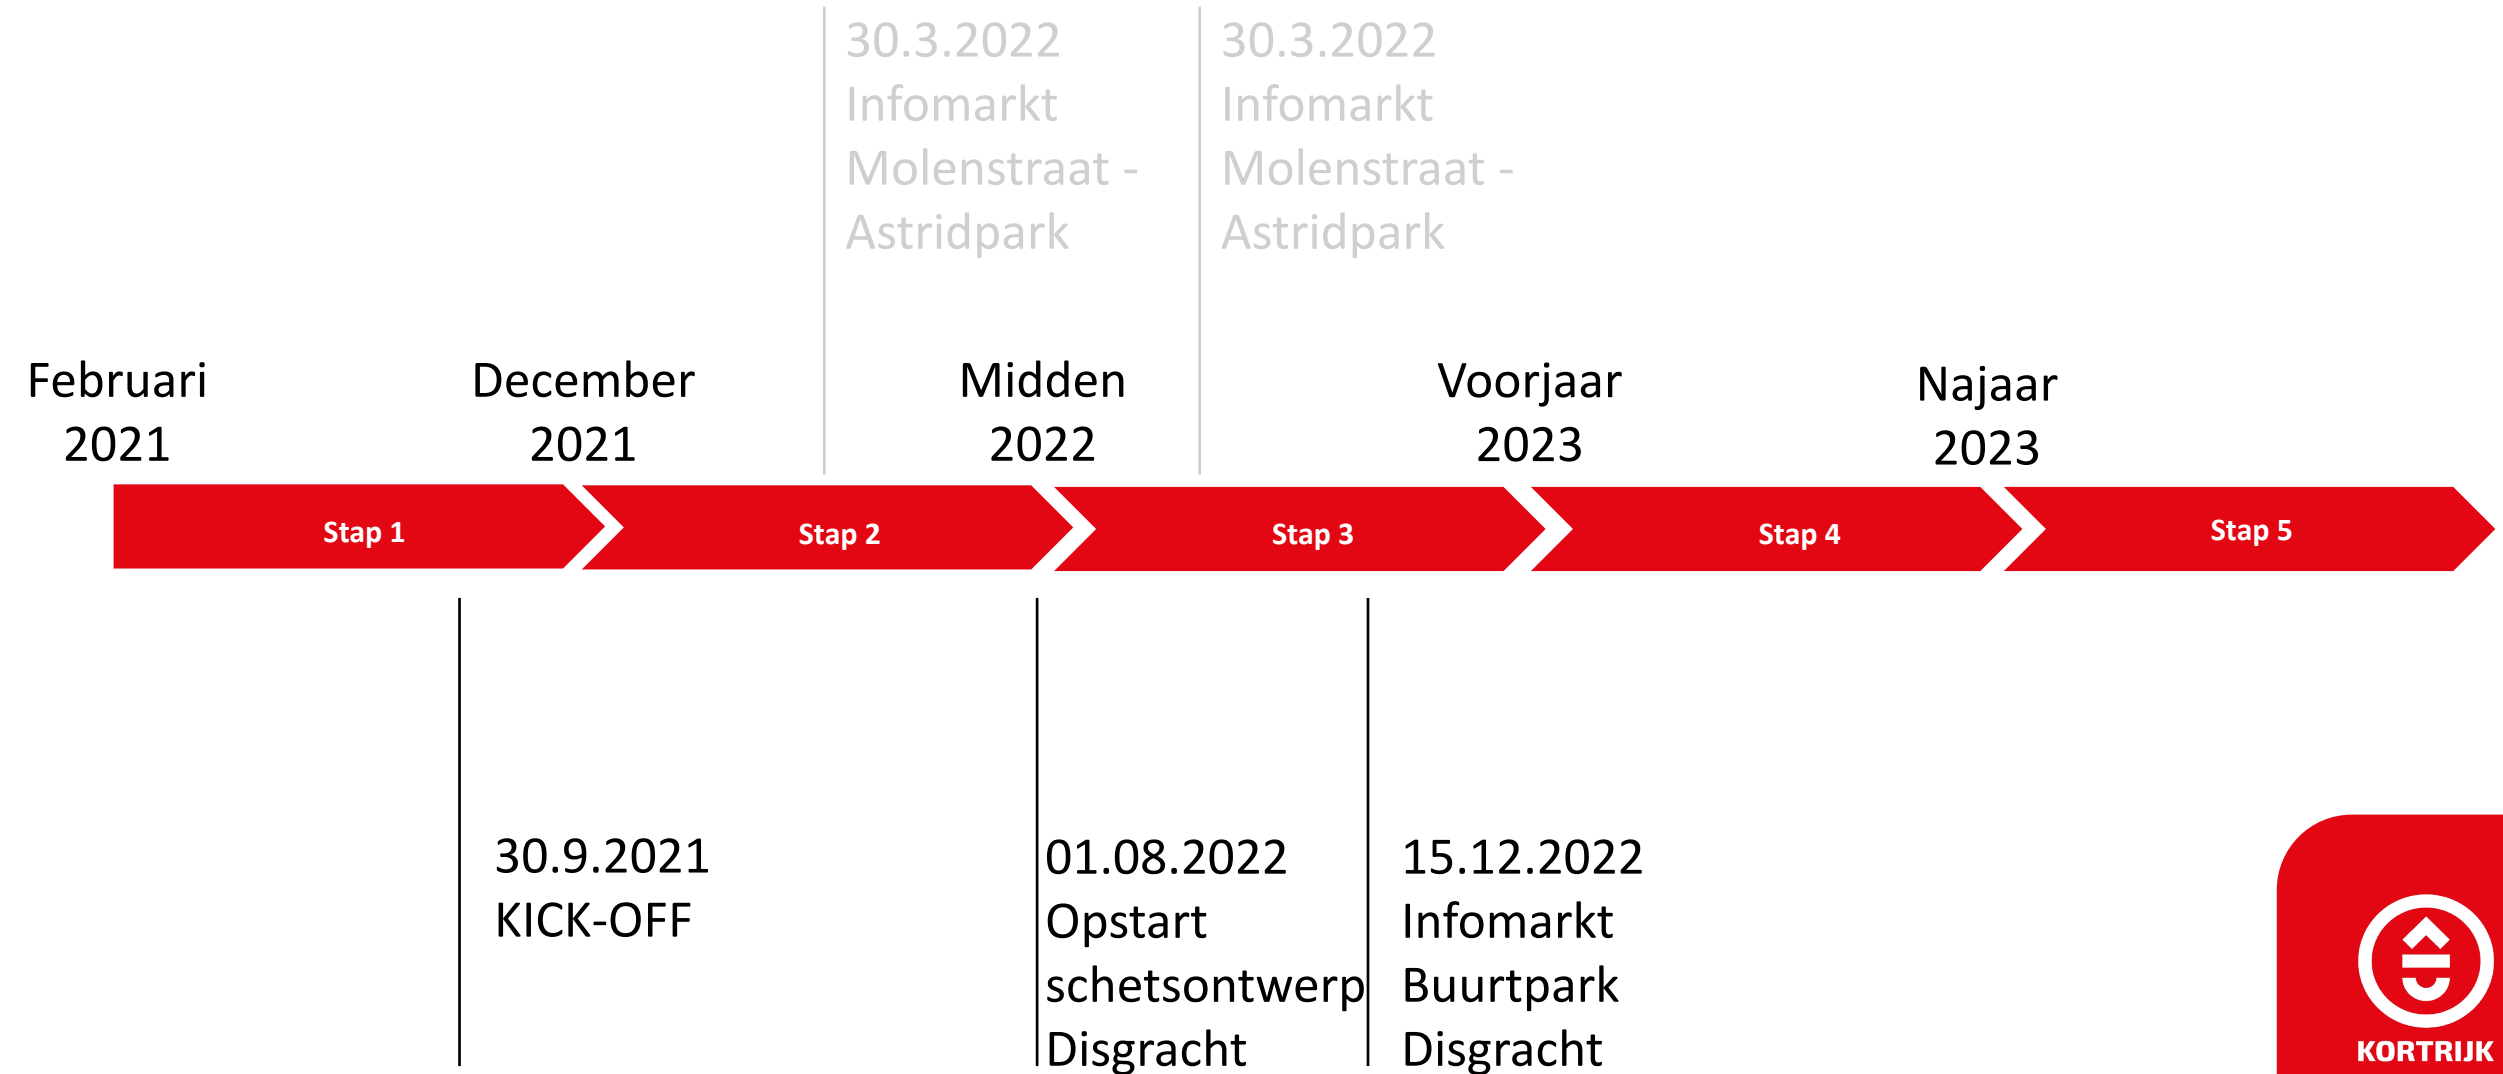 30.3.2022
Infomarkt
Molenstraat -
Astridpark
30.3.2022
Infomarkt
Molenstraat -
Astridpark
Februari
2021
December
2021
Midden
2022
Voorjaar
2023
Najaar
2023
Stap 1
Stap 2
Stap 3
Stap 4
Stap 5
30.9.2021
KICK-OFF
01.08.2022
Opstart
schetsontwerp
Disgracht
15.12.2022
Infomarkt
Buurtpark
Disgracht
KORTRIJK